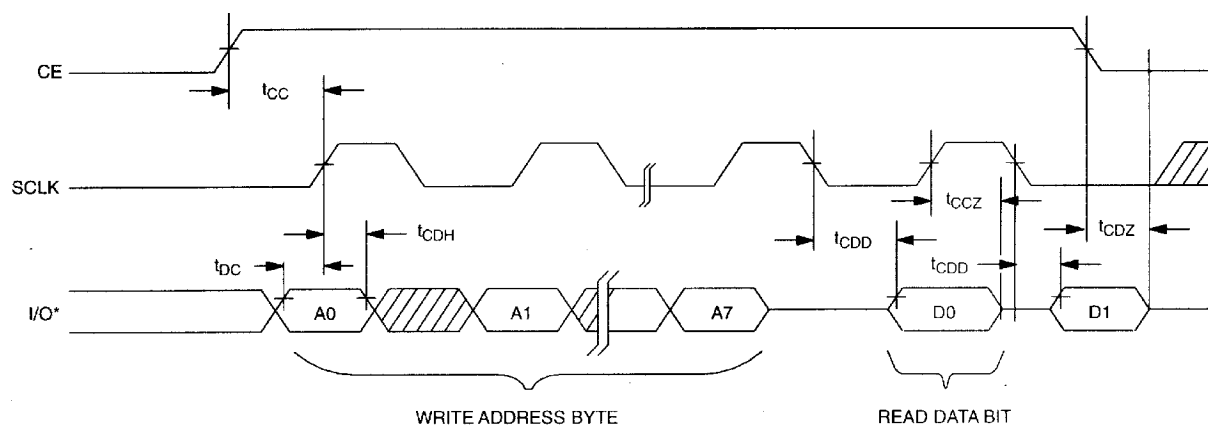 CE
tCC
SCLK
tCCZ
tCDH
tCDD
tCDZ
tDC
tCDD
I/O*
A0
A1
A7
D0
D1
WRITE ADDRESS BYTE
READ DATA BIT